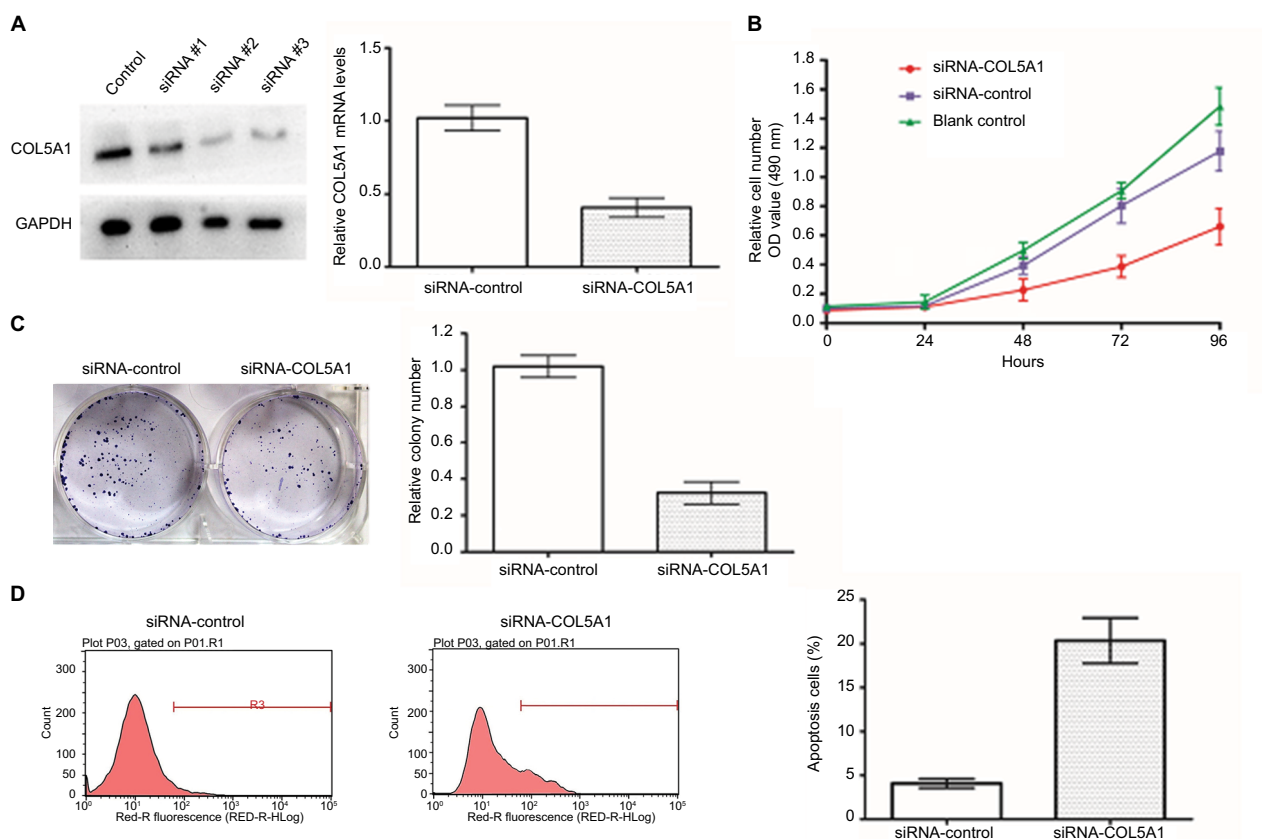 A
Control
siRNA #1
siRNA #2
siRNA #3
COL5A1
GAPDH
Relative COL5A1 mRNA levels
1.5
1.0
0.5
0.0
siRNA-control
siRNA-COL5A1
B
Relative cell number
OD value (490 nm)
1.8
1.6
1.4
1.2
1.0
0.8
0.6
0.4
0.2
0.0
siRNA-COL5A1
siRNA-control
Blank control
0
24
48
72
96
Hours
C
siRNA-control
siRNA-COL5A1
Relative colony number
1.2
1.0
0.8
0.6
0.4
0.2
0.0
siRNA-control
siRNA-COL5A1
D
siRNA-control
Plot P03, gated on P01.R1
Count
300
200
100
50
0
R3
10⁰
10¹
10²
10³
10⁴
10⁵
Red-R fluorescence (RED-R-HLog)
siRNA-COL5A1
Plot P03, gated on P01.R1
Count
300
200
100
50
0
10⁰
10¹
10²
10³
10⁴
10⁵
Red-R fluorescence (RED-R-HLog)
Apoptosis cells (%)
25
20
15
10
5
0
siRNA-control
siRNA-COL5A1